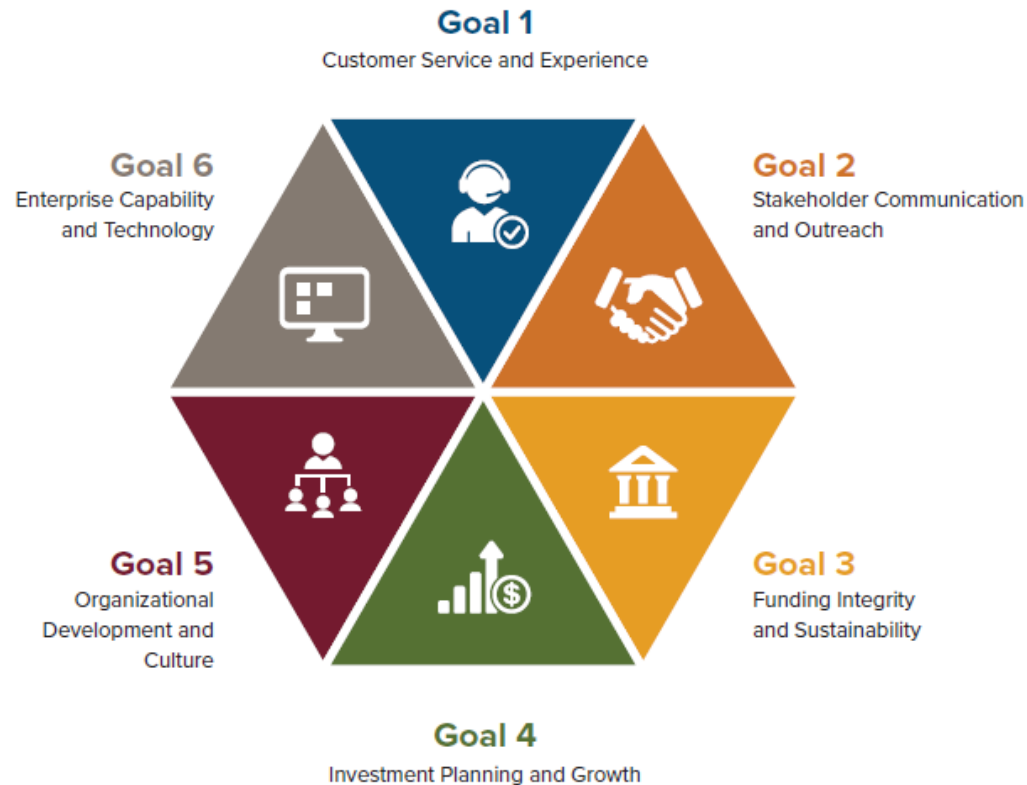 Goal 1
Customer Service and Experience
Goal 2
Stakeholder Communication
and Outreach
Goal 3
Funding Integrity
and Sustainability
$
Goal 4
Investment Planning and Growth
Goal 5
Organizational
Development and
Culture
Goal 6
Enterprise Capability
and Technology